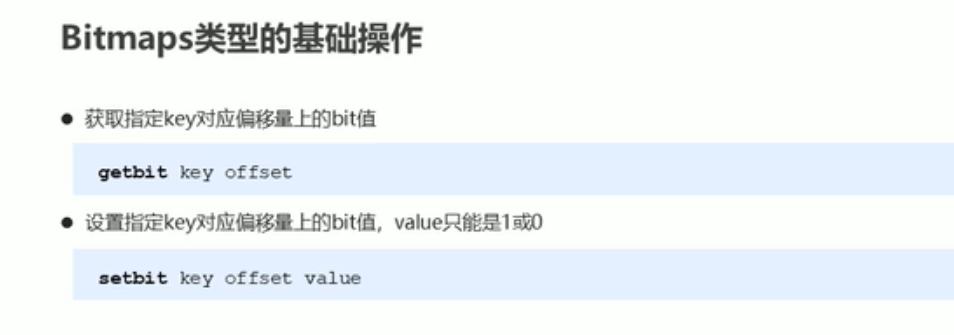 Bitmaps类型的基础操作
● 获取指定key对应偏移量上的bit值
getbit key offset
● 设置指定key对应偏移量上的bit值，value只能是1或0
setbit key offset value